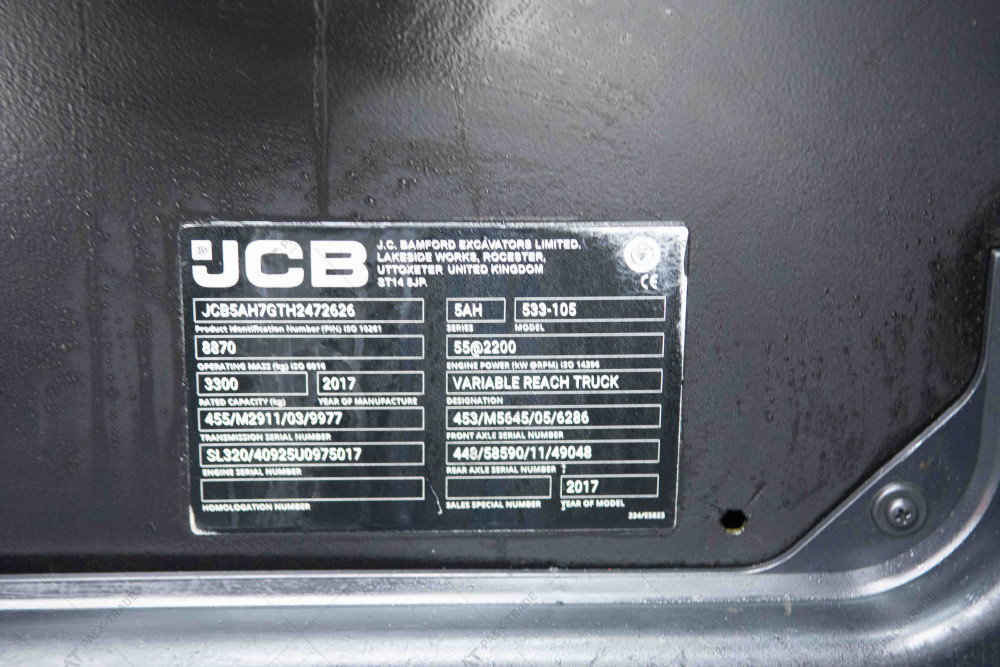 JCB
J.C. BAMFORD EXCAVATORS LIMITED,
LAKESIDE WORKS, ROCESTER,
UTTOXETER UNITED KINGDOM
ST14 5JP.
CE
JCB5AH7GTH2472626
Product Identification Number (PIN) ISO 10261
5AH
SERIES
533-105
MODEL
8870
OPERATING MASS (kg) ISO 6016
55@2200
ENGINE POWER (kW @RPM) ISO 14396
3300
RATED CAPACITY (kg)
2017
YEAR OF MANUFACTURE
VARIABLE REACH TRUCK
DESIGNATION
455/M2911/03/9977
TRANSMISSION SERIAL NUMBER
453/M5645/05/6286
FRONT AXLE SERIAL NUMBER
SL320/40925U0975017
ENGINE SERIAL NUMBER
448/58590/11/49048
REAR AXLE SERIAL NUMBER
HOMOLOGATION NUMBER
SALES SPECIAL NUMBER
2017
YEAR OF MODEL